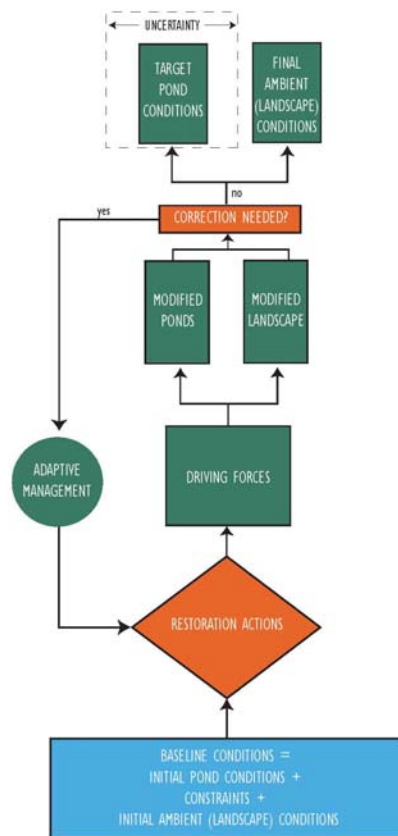 UNCERTAINTY
TARGET
POND
CONDITIONS
FINAL
AMBIENT
(LANDSCAPE)
CONDITIONS
no
yes
CORRECTION NEEDED?
MODIFIED
PONDS
MODIFIED
LANDSCAPE
ADAPTIVE
MANAGEMENT
DRIVING FORCES
RESTORATION ACTIONS
BASELINE CONDITIONS =
INITIAL POND CONDITIONS +
CONSTRAINTS +
INITIAL AMBIENT (LANDSCAPE) CONDITIONS